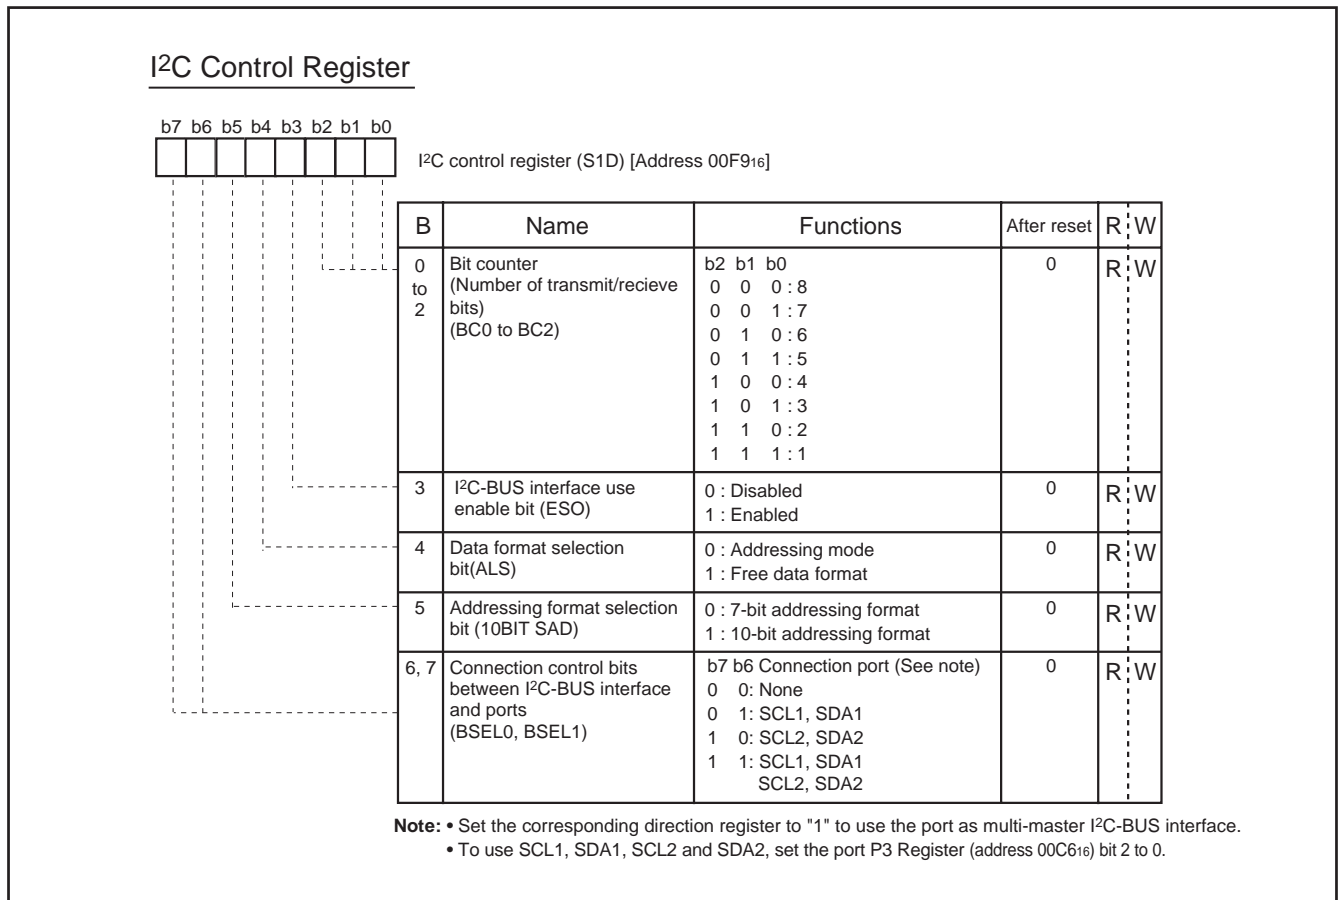 I2C Control Register
b7 b6 b5 b4 b3 b2 b1 b0
I2C control register (S1D) [Address 00F916]
B Name Functions After reset R W
0 to 2 Bit counter (Number of transmit/recieve bits) (BC0 to BC2)
b2 b1 b0
0 0 0 : 8
0 0 1 : 7
0 1 0 : 6
0 1 1 : 5
1 0 0 : 4
1 0 1 : 3
1 1 0 : 2
1 1 1 : 1
0 R W
3 I2C-BUS interface use
enable bit (ESO)
0 : Disabled
1 : Enabled
0 R W
4 Data format selection
bit(ALS)
0 : Addressing mode
1 : Free data format
0 R W
5 Addressing format selection
bit (10BIT SAD)
0 : 7-bit addressing format
1 : 10-bit addressing format
0 R W
6, 7 Connection control bits
between I2C-BUS interface
and ports
(BSEL0, BSEL1)
b7 b6 Connection port (See note)
0 0: None
0 1: SCL1, SDA1
1 0: SCL2, SDA2
1 1: SCL1, SDA1
SCL2, SDA2
0 R W
Note: • Set the corresponding direction register to "1" to use the port as multi-master I2C-BUS interface.
• To use SCL1, SDA1, SCL2 and SDA2, set the port P3 Register (address 00C616) bit 2 to 0.